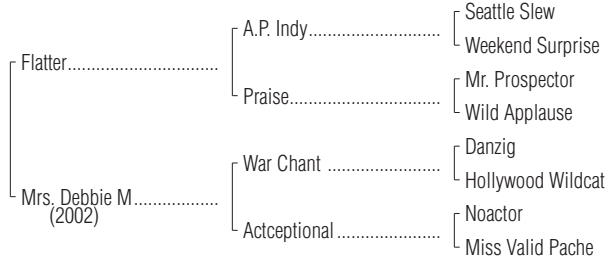 Seattle Slew
A.P. Indy..............................
Weekend Surprise
Flatter..................................
Mr. Prospector
Praise...................................
Wild Applause
Danzig
War Chant ..........................
Hollywood Wildcat
Mrs. Debbie M...................
(2002)
Noactor
Actceptional.......................
Miss Valid Pache